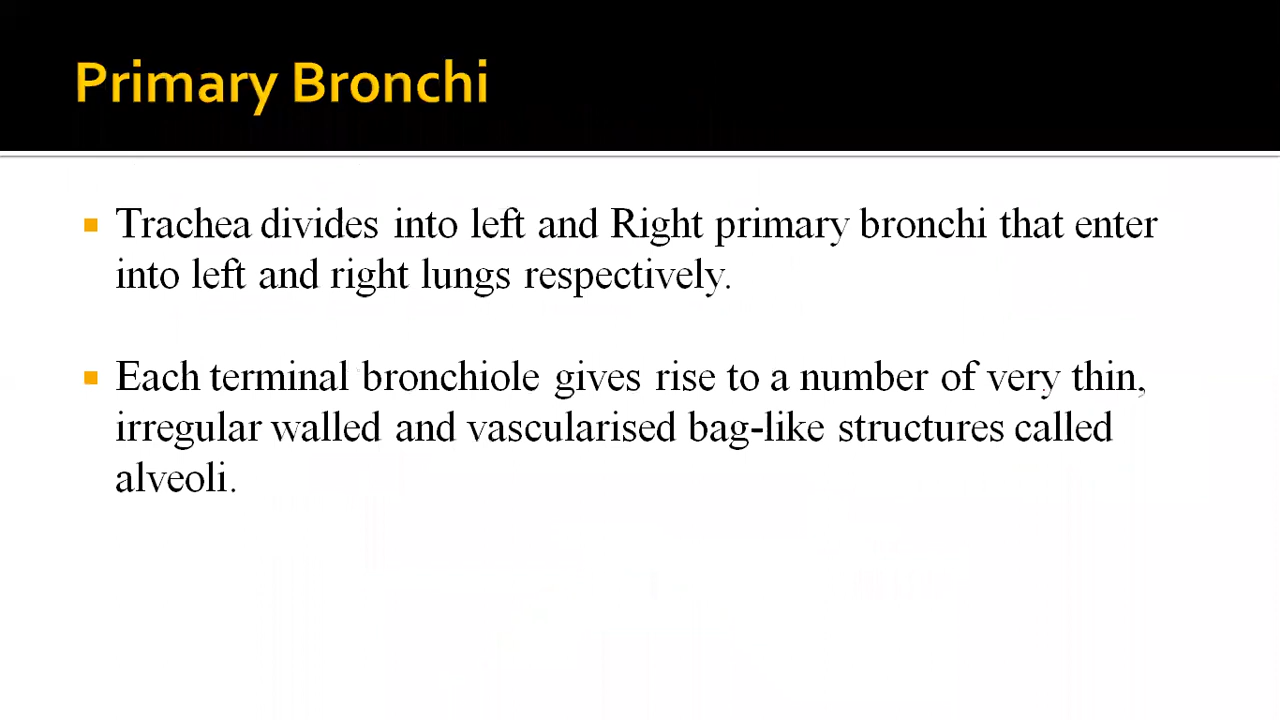 Primary Bronchi
Trachea divides into left and Right primary bronchi that enter
into left and right lungs respectively.
Each terminal bronchiole gives rise to a number of very thin,
irregular walled and vascularised bag-like structures called
alveoli.